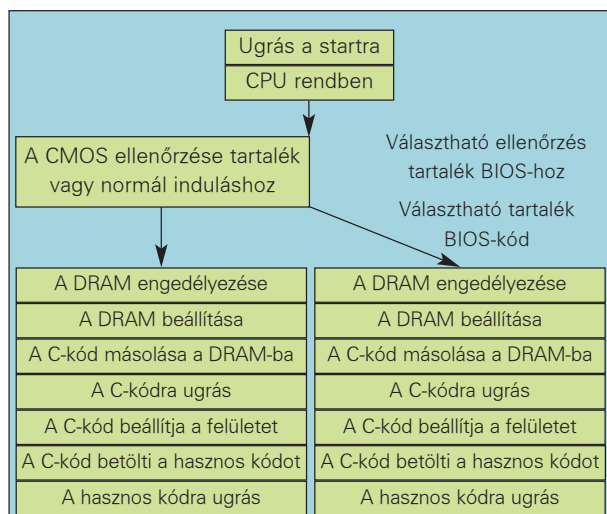 Ugrás a startra
CPU rendben
A CMOS ellenőrzése tartalék
vagy normál induláshoz
Választható ellenőrzés
tartalék BIOS-hoz
Választható tartalék
BIOS-kód
A DRAM engedélyezése
A DRAM beállítása
A C-kód másolása a DRAM-ba
A C-kódra ugrás
A C-kód beállítja a felületet
A C-kód betölti a hasznos kódot
A hasznos kódra ugrás
A DRAM engedélyezése
A DRAM beállítása
A C-kód másolása a DRAM-ba
A C-kódra ugrás
A C-kód beállítja a felületet
A C-kód betölti a hasznos kódot
A hasznos kódra ugrás